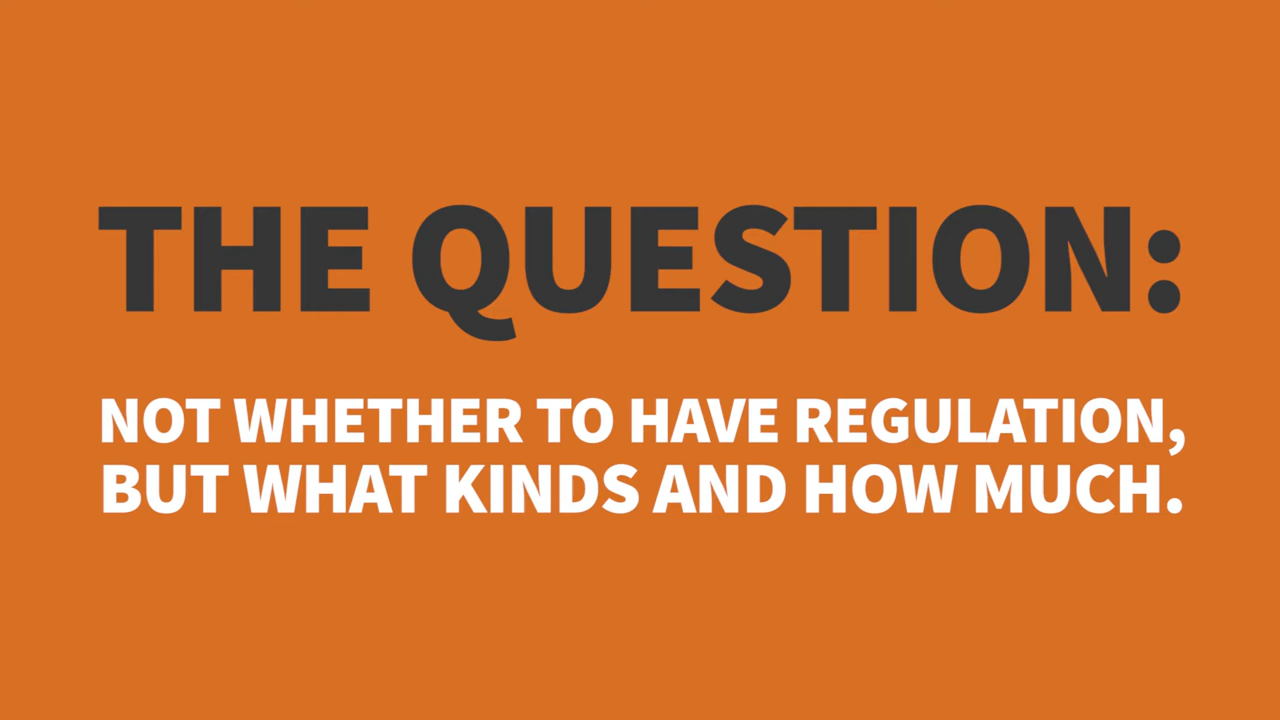 THE QUESTION:
NOT WHETHER TO HAVE REGULATION,
BUT WHAT KINDS AND HOW MUCH.